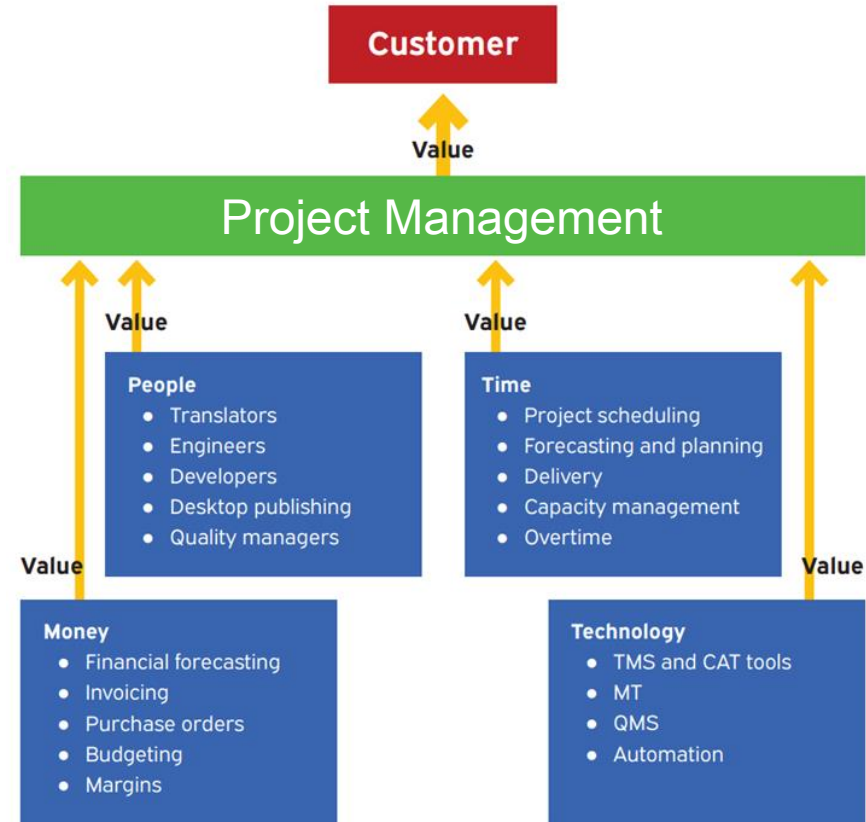 Customer
Value
Project Management
Value
Value
People
● Translators
● Engineers
● Developers
● Desktop publishing
● Quality managers
Time
● Project scheduling
● Forecasting and planning
● Delivery
● Capacity management
● Overtime
Value
Value
Money
● Financial forecasting
● Invoicing
● Purchase orders
● Budgeting
● Margins
Technology
● TMS and CAT tools
● MT
● QMS
● Automation